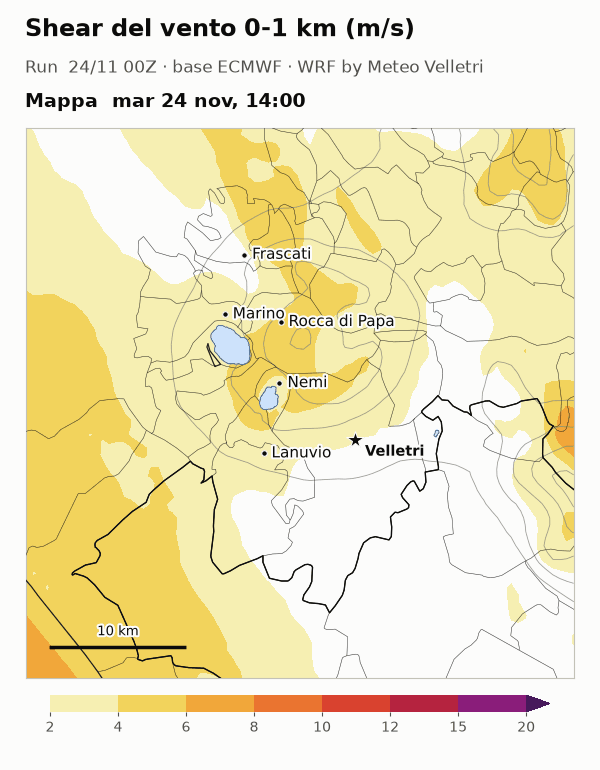 Shear del vento 0-1 km (m/s)
Run  24/11 00Z · base ECMWF · WRF by Meteo Velletri
Mappa  mar 24 nov, 14:00
Frascati
Marino
Rocca di Papa
Nemi
Velletri
Lanuvio
10 km
2 4 6 8 10 12 15 20